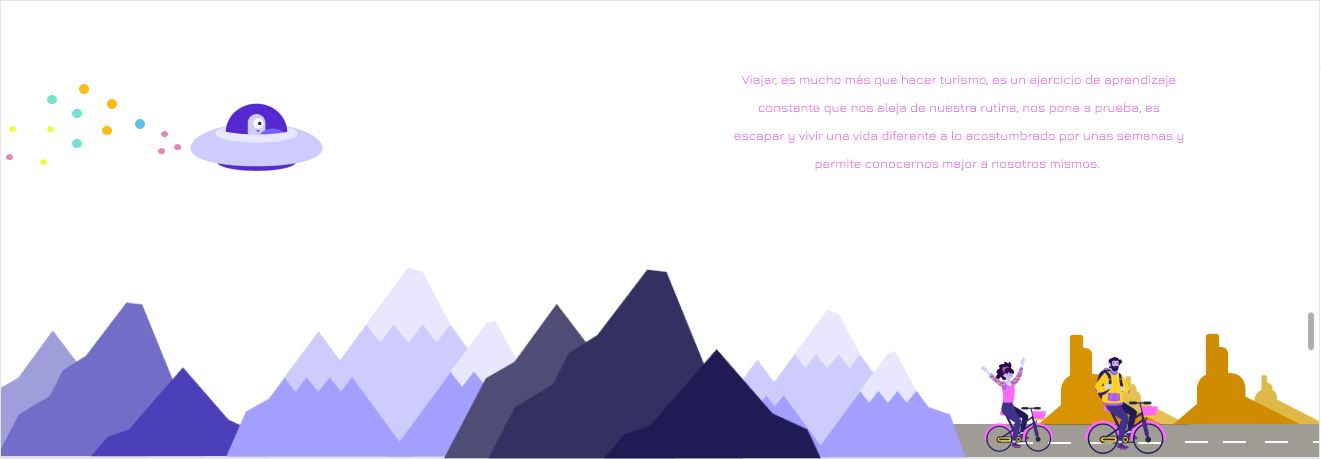 Viajar, es mucho más que hacer turismo, es un ejercicio de aprendizaje
constante que nos aleja de nuestra rutina, nos pone a prueba, es
escapar y vivir una vida diferente a lo acostumbrado por unas semanas y
permite conocernos mejor a nosotros mismos.